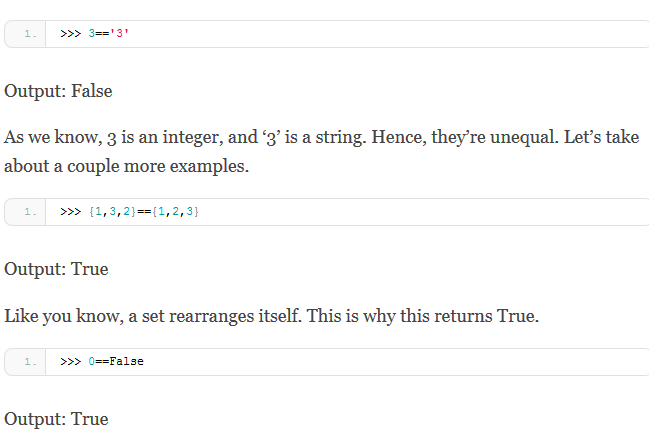 1. >>> 3=='3'
Output: False
As we know, 3 is an integer, and ‘3’ is a string. Hence, they’re unequal. Let’s take
about a couple more examples.
1. >>> {1,3,2}=={1,2,3}
Output: True
Like you know, a set rearranges itself. This is why this returns True.
1. >>> 0==False
Output: True